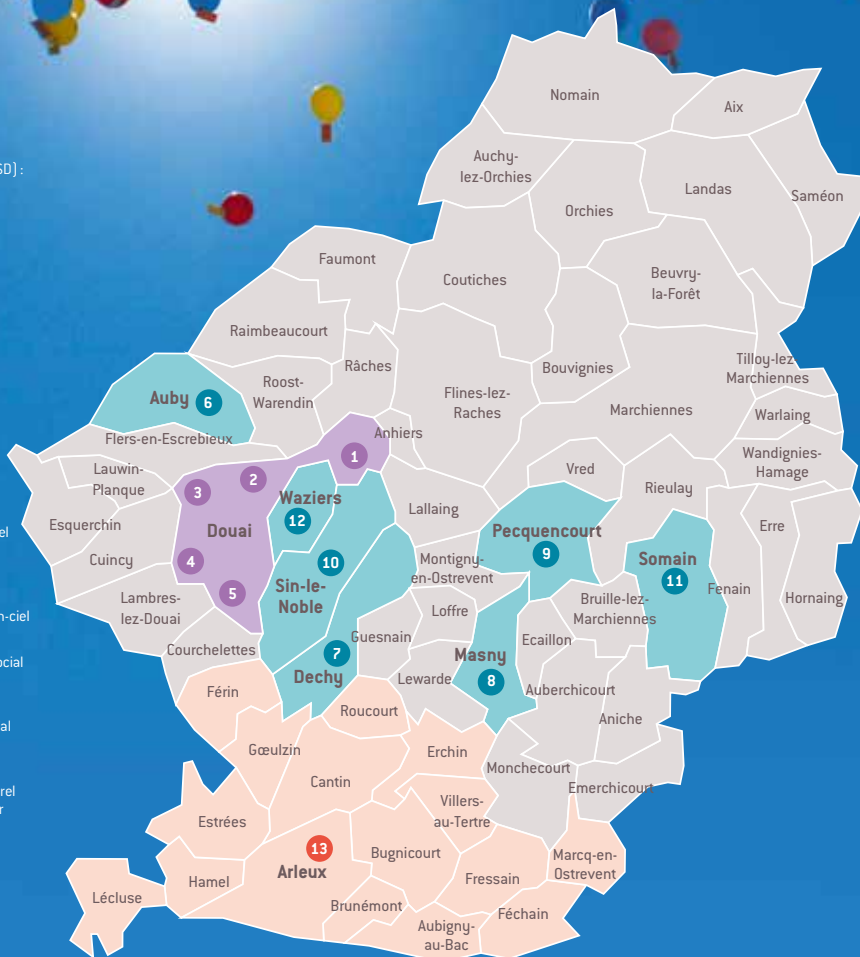 SD) :
el
n-ciel
ocial
al
rel
r
Nomain
Aix
Auchy-
lez-Orchies
Landas
Saméon
Orchies
Faumont
Coutiches
Beuvry-
la-Forêt
Raimbeaucourt
Râches
Bouvignies
Tilloy-lez-
Marchiennes
Auby 6
Roost-
Warendin
Flines-lez-
Raches
Marchiennes
Warlaing
Flers-en-Escrebieux
Anhiers
1
Wandignies-
Hamage
Lauwin-
Planque
2
3
Vred
Rieulay
Waziers
12
Lallaing
Esquerchin
Douai
Pecquencourt
9
Erre
Cuincy
4
10
Montigny-
en-Ostrevent
Somain
11
Sin-le-
Noble
5
Fenain
Hornaing
Lambres-
lez-Douai
Loffre
Bruille-lez-
Marchiennes
Guesnain
Ecaillon
Courchelettes
7
Dechy
Masny
8
Lewarde
Férin
Auberchicourt
Roucourt
Aniche
Gœulzin
Erchin
Cantin
Monchecourt
Emerchicourt
Villers-
au-Tertre
Estrées
13
Arleux
Bugnicourt
Marcq-en-
Ostrevent
Hamel
Fressain
Lécluse
Brunémont
Féchain
Aubigny-
au-Bac